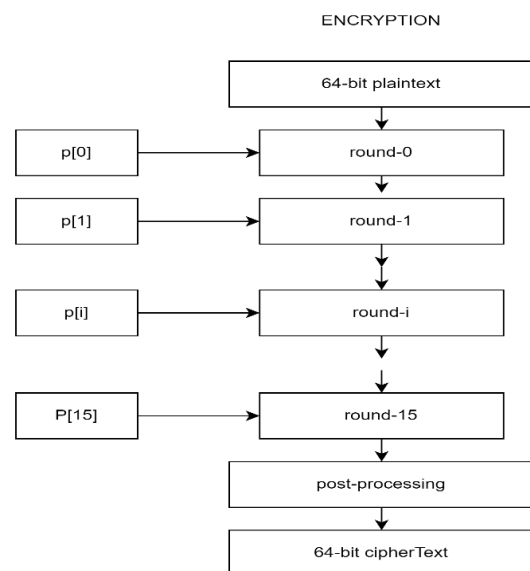 ENCRYPTION
64-bit plaintext
p[0]
round-0
p[1]
round-1
p[i]
round-i
P[15]
round-15
post-processing
64-bit cipherText